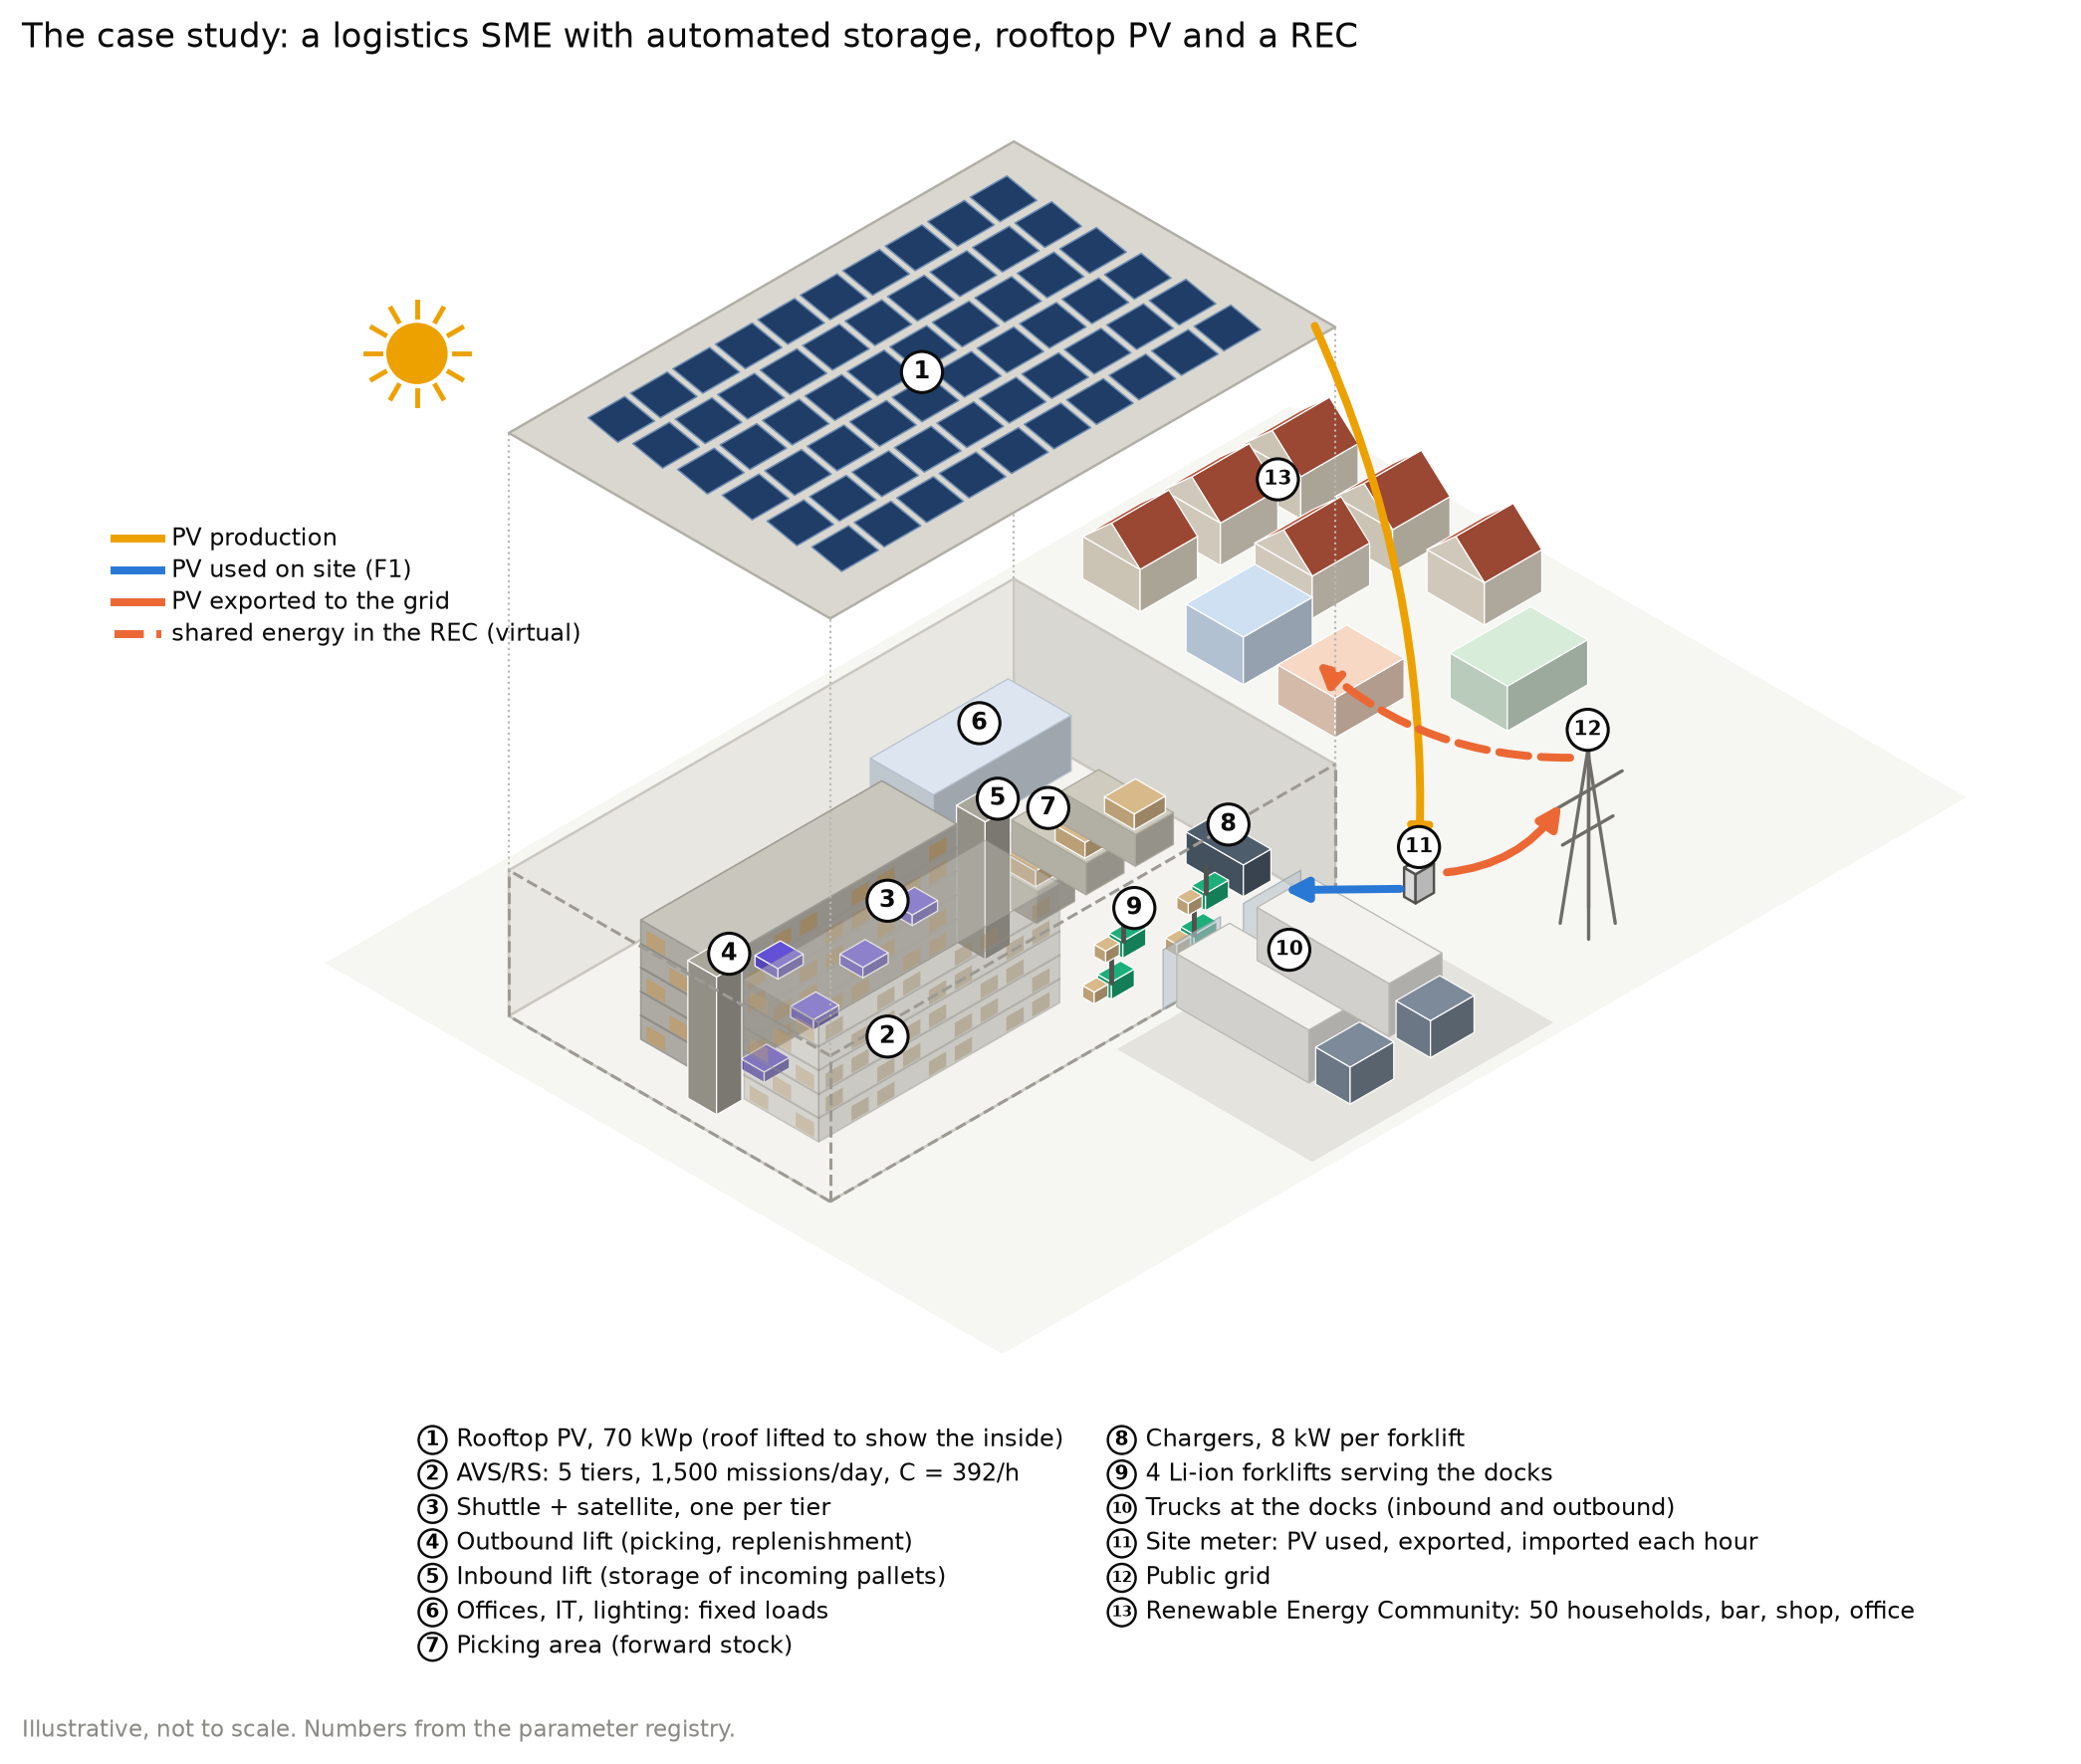 The case study: a logistics SME with automated storage, rooftop PV and a REC
1
13
PV production
PV used on site (F1)
PV exported to the grid
shared energy in the REC (virtual)
6
12
5
7
8
11
3
9
4
10
2
1 Rooftop PV, 70 kWp (roof lifted to show the inside)
2 AVS/RS: 5 tiers, 1,500 missions/day, C = 392/h
3 Shuttle + satellite, one per tier
4 Outbound lift (picking, replenishment)
5 Inbound lift (storage of incoming pallets)
6 Offices, IT, lighting: fixed loads
7 Picking area (forward stock)
8 Chargers, 8 kW per forklift
9 4 Li-ion forklifts serving the docks
10 Trucks at the docks (inbound and outbound)
11 Site meter: PV used, exported, imported each hour
12 Public grid
13 Renewable Energy Community: 50 households, bar, shop, office
Illustrative, not to scale. Numbers from the parameter registry.